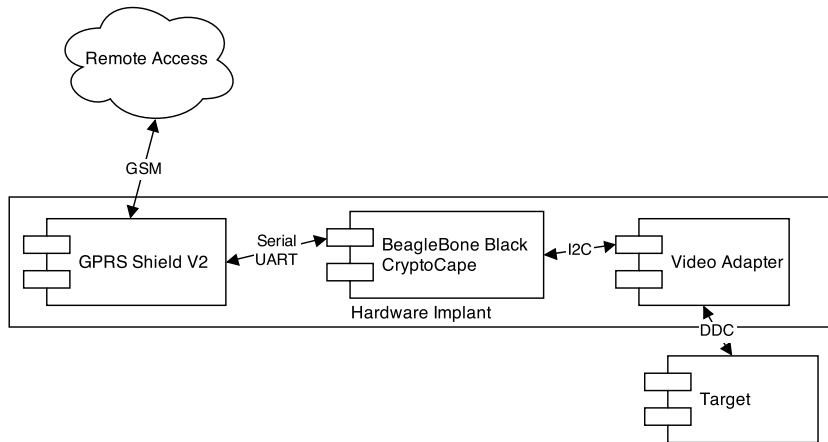 Remote Access
GSM
GPRS Shield V2
Serial
UART
BeagleBone Black
CryptoCape
I2C
Video Adapter
Hardware Implant
DDC
Target